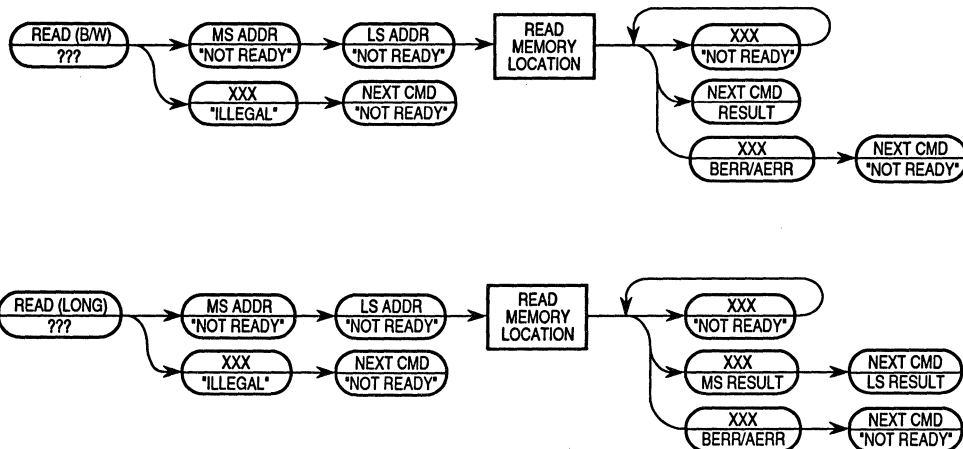 READ (B/W)
???
MS ADDR
"NOT READY"
LS ADDR
"NOT READY"
XXX
"ILLEGAL"
NEXT CMD
"NOT READY"
READ
MEMORY
LOCATION
XXX
"NOT READY"
NEXT CMD
RESULT
XXX
BERR/AERR
NEXT CMD
"NOT READY"
READ (LONG)
???
MS ADDR
"NOT READY"
LS ADDR
"NOT READY"
XXX
"ILLEGAL"
NEXT CMD
"NOT READY"
READ
MEMORY
LOCATION
XXX
"NOT READY"
XXX
MS RESULT
NEXT CMD
LS RESULT
XXX
BERR/AERR
NEXT CMD
"NOT READY"